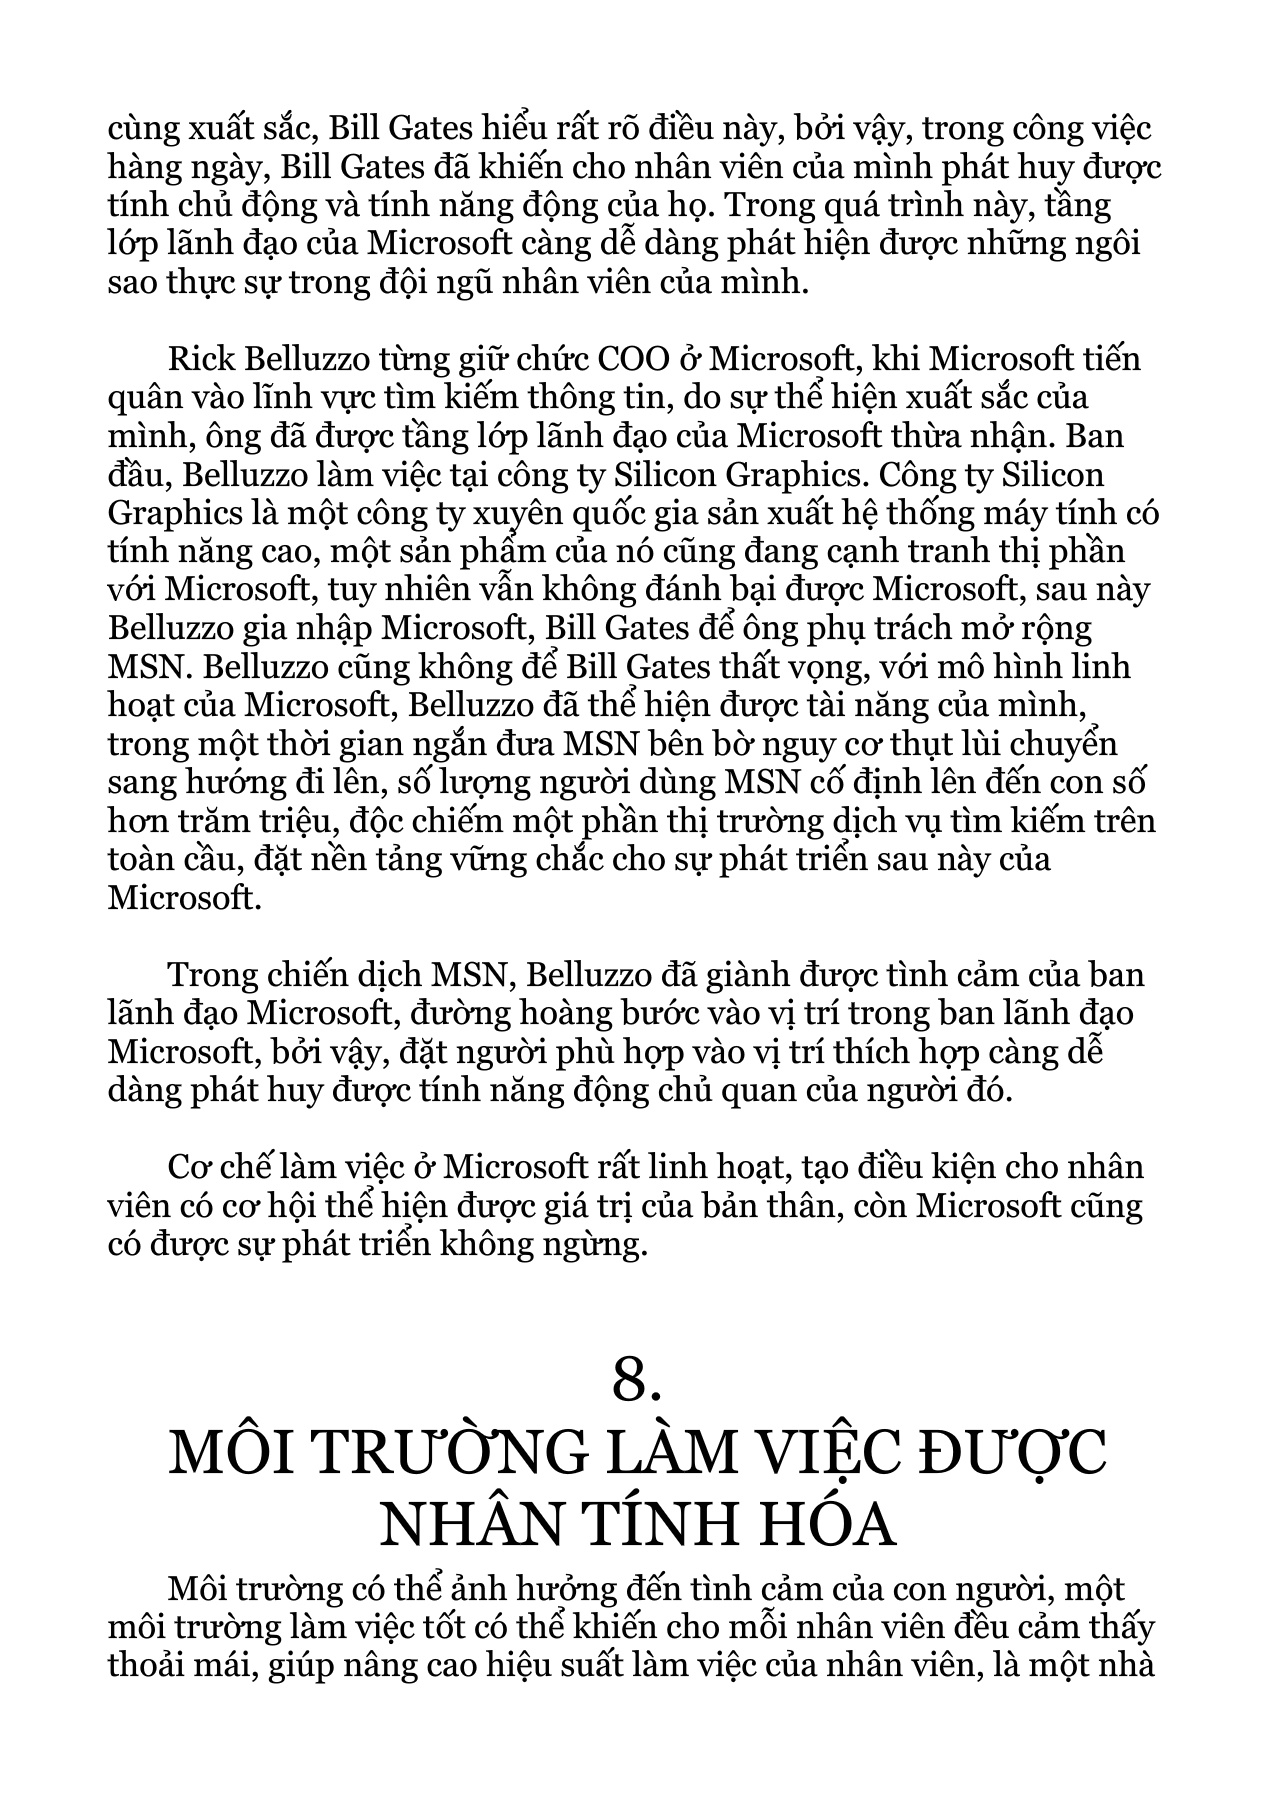 cùng xuất sắc, Bill Gates hiểu rất rõ điều này, bởi vậy, trong công việc
hàng ngày, Bill Gates đã khiến cho nhân viên của mình phát huy được
tính chủ động và tính năng động của họ. Trong quá trình này, tầng
lớp lãnh đạo của Microsoft càng dễ dàng phát hiện được những ngôi
sao thực sự trong đội ngũ nhân viên của mình.
Rick Belluzzo từng giữ chức COO ở Microsoft, khi Microsoft tiến
quân vào lĩnh vực tìm kiếm thông tin, do sự thể hiện xuất sắc của
mình, ông đã được tầng lớp lãnh đạo của Microsoft thừa nhận. Ban
đầu, Belluzzo làm việc tại công ty Silicon Graphics. Công ty Silicon
Graphics là một công ty xuyên quốc gia sản xuất hệ thống máy tính có
tính năng cao, một sản phẩm của nó cũng đang cạnh tranh thị phần
với Microsoft, tuy nhiên vẫn không đánh bại được Microsoft, sau này
Belluzzo gia nhập Microsoft, Bill Gates để ông phụ trách mở rộng
MSN. Belluzzo cũng không để Bill Gates thất vọng, với mô hình linh
hoạt của Microsoft, Belluzzo đã thể hiện được tài năng của mình,
trong một thời gian ngắn đưa MSN bên bờ nguy cơ thụt lùi chuyển
sang hướng đi lên, số lượng người dùng MSN cố định lên đến con số
hơn trăm triệu, độc chiếm một phần thị trường dịch vụ tìm kiếm trên
toàn cầu, đặt nền tảng vững chắc cho sự phát triển sau này của
Microsoft.
Trong chiến dịch MSN, Belluzzo đã giành được tình cảm của ban
lãnh đạo Microsoft, đường hoàng bước vào vị trí trong ban lãnh đạo
Microsoft, bởi vậy, đặt người phù hợp vào vị trí thích hợp càng dễ
dàng phát huy được tính năng động chủ quan của người đó.
Cơ chế làm việc ở Microsoft rất linh hoạt, tạo điều kiện cho nhân
viên có cơ hội thể hiện được giá trị của bản thân, còn Microsoft cũng
có được sự phát triển không ngừng.
8.
MÔI TRƯỜNG LÀM VIỆC ĐƯỢC
NHÂN TÍNH HÓA
Môi trường có thể ảnh hưởng đến tình cảm của con người, một
môi trường làm việc tốt có thể khiến cho mỗi nhân viên đều cảm thấy
thoải mái, giúp nâng cao hiệu suất làm việc của nhân viên, là một nhà